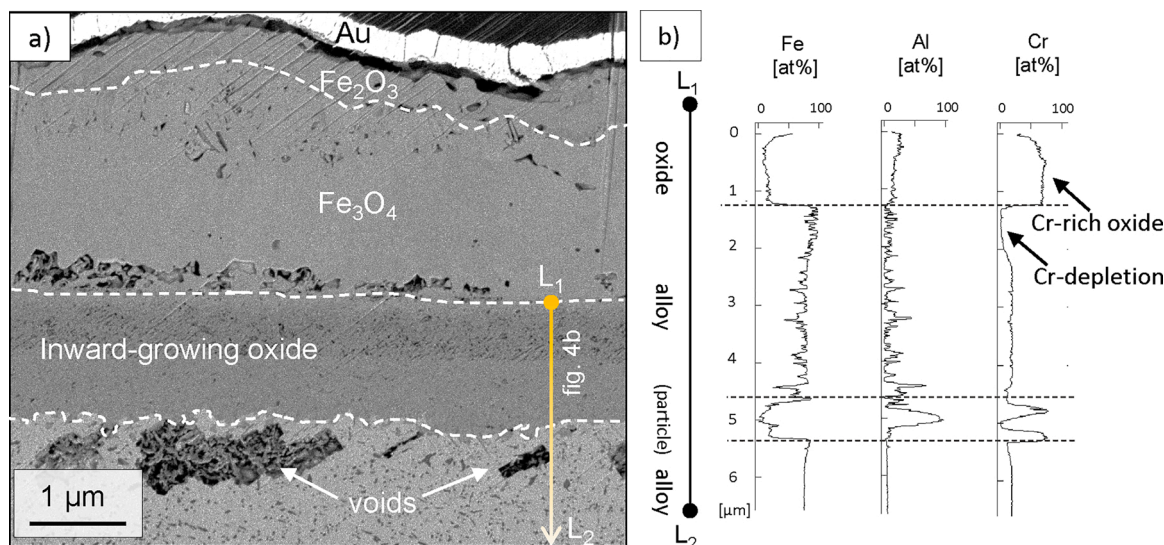 a)
Au
Fe₂O₃
Fe₃O₄
L₁
Inward-growing oxide
fig. 4b
voids
1 µm
L₂
b)
Fe
[at%]
Al
[at%]
Cr
[at%]
L₁
0 100
0 100
0 100
0
1
2
3
4
5
6
[µm]
oxide
alloy
(particle)
alloy
Cr-rich oxide
Cr-depletion
L₂